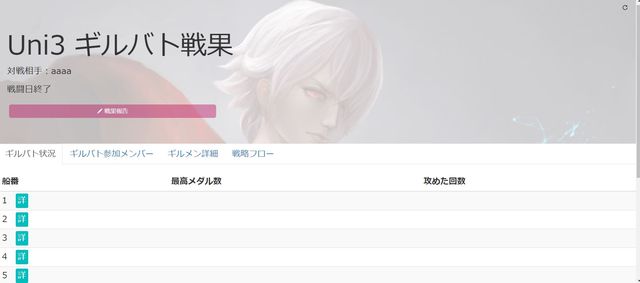 Uni3 ギルバト戦果
対戦相手：aaaa
戦闘日終了
戦果報告
ギルバト状況 ギルバト参加メンバー ギルメン詳細 戦略フロー
船番 最高メダル数 攻めた回数
1 詳
2 詳
3 詳
4 詳
5 詳